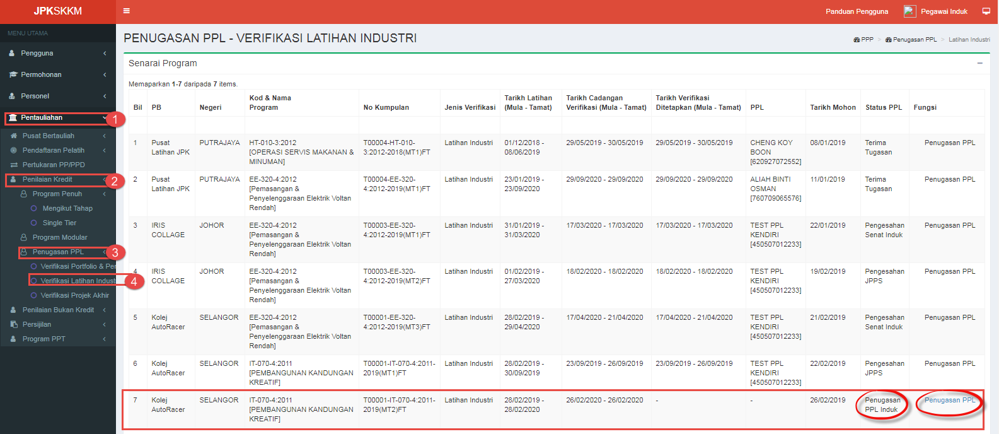 JPKSKKM
Panduan Pengguna
Pegawai Induk
MENU UTAMA
Pengguna
Permohonan
Personel
Pentauliahan
1
Pusat Bertauliah
Pendaftaran Pelatih
Pertukaran PP/PPD
Penilaian Kredit
2
Program Penuh
Mengikut Tahap
Single Tier
Program Modular
Penugasan PPL
3
Verifikasi Portfolio & Per
Verifikasi Latihan Indust
4
Verifikasi Projek Akhir
Penilaian Bukan Kredit
Persijilan
Program PPT
PENUGASAN PPL - VERIFIKASI LATIHAN INDUSTRI
PPP > Penugasan PPL > Latihan Industri
Senarai Program
Memaparkan 1-7 daripada 7 items.
Bil
PB
Negeri
Kod & Nama
Program
No Kumpulan
Jenis Verifikasi
Tarikh Latihan
(Mula - Tamat)
Tarikh Cadangan
Verifikasi (Mula - Tamat)
Tarikh Verifikasi
Ditetapkan (Mula - Tamat)
PPL
Tarikh Mohon
Status PPL
Fungsi
1
Pusat
Latihan JPK
PUTRAJAYA
HT-010-3:2012
[OPERASI SERVIS MAKANAN &
MINUMAN]
T00004-HT-010-
3:2012-2018(MT1)FT
Latihan Industri
01/12/2018 -
08/06/2019
29/05/2019 - 30/05/2019
29/05/2019 - 30/05/2019
CHENG KOY
BOON
[620927072552]
08/01/2019
Terima
Tugasan
Penugasan PPL
2
Pusat
Latihan JPK
PUTRAJAYA
EE-320-4:2012
[Pemasangan &
Penyelenggaraan Elektrik Voltan
Rendah]
T00004-EE-320-
4:2012-2019(MT1)FT
Latihan Industri
23/01/2019 -
23/09/2020
29/09/2020 - 29/09/2020
29/09/2020 - 29/09/2020
ALIAH BINTI
OSMAN
[760709065576]
11/01/2019
Terima
Tugasan
Penugasan PPL
3
IRIS
COLLAGE
JOHOR
EE-320-4:2012
[Pemasangan &
Penyelenggaraan Elektrik Voltan
Rendah]
T00003-EE-320-
4:2012-2019(MT1)FT
Latihan Industri
31/01/2019 -
31/03/2020
17/03/2020 - 17/03/2020
17/03/2020 - 17/03/2020
TEST PPL
KENDIRI
[450507012233]
22/01/2019
Pengesahan
Senat Induk
Penugasan PPL
4
IRIS
COLLAGE
JOHOR
EE-320-4:2012
[Pemasangan &
Penyelenggaraan Elektrik Voltan
Rendah]
T00003-EE-320-
4:2012-2019(MT2)FT
Latihan Industri
01/02/2019 -
27/03/2020
18/02/2020 - 18/02/2020
18/02/2020 - 18/02/2020
TEST PPL
KENDIRI
[450507012233]
19/02/2019
Pengesahan
JPPS
Penugasan PPL
5
Kolej
AutoRacer
SELANGOR
EE-320-4:2012
[Pemasangan &
Penyelenggaraan Elektrik Voltan
Rendah]
T00001-EE-320-
4:2012-2019(MT3)FT
Latihan Industri
28/02/2019 -
29/04/2020
17/04/2020 - 21/04/2020
17/04/2020 - 21/04/2020
TEST PPL
KENDIRI
[450507012233]
21/02/2019
Pengesahan
Senat Induk
Penugasan PPL
6
Kolej
AutoRacer
SELANGOR
IT-070-4:2011
[PEMBANGUNAN KANDUNGAN
KREATIF]
T00001-IT-070-4:2011-
2019(MT1)FT
Latihan Industri
28/02/2019 -
30/09/2019
23/09/2019 - 26/09/2019
23/09/2019 - 26/09/2019
TEST PPL
KENDIRI
[450507012233]
22/02/2019
Pengesahan
JPPS
Penugasan PPL
7
Kolej
AutoRacer
SELANGOR
IT-070-4:2011
[PEMBANGUNAN KANDUNGAN
KREATIF]
T00001-IT-070-4:2011-
2019(MT2)FT
Latihan Industri
28/02/2019 -
28/02/2020
26/02/2020 - 26/02/2020
-
-
26/02/2019
Penugasan
PPL Induk
Penugasan PPL